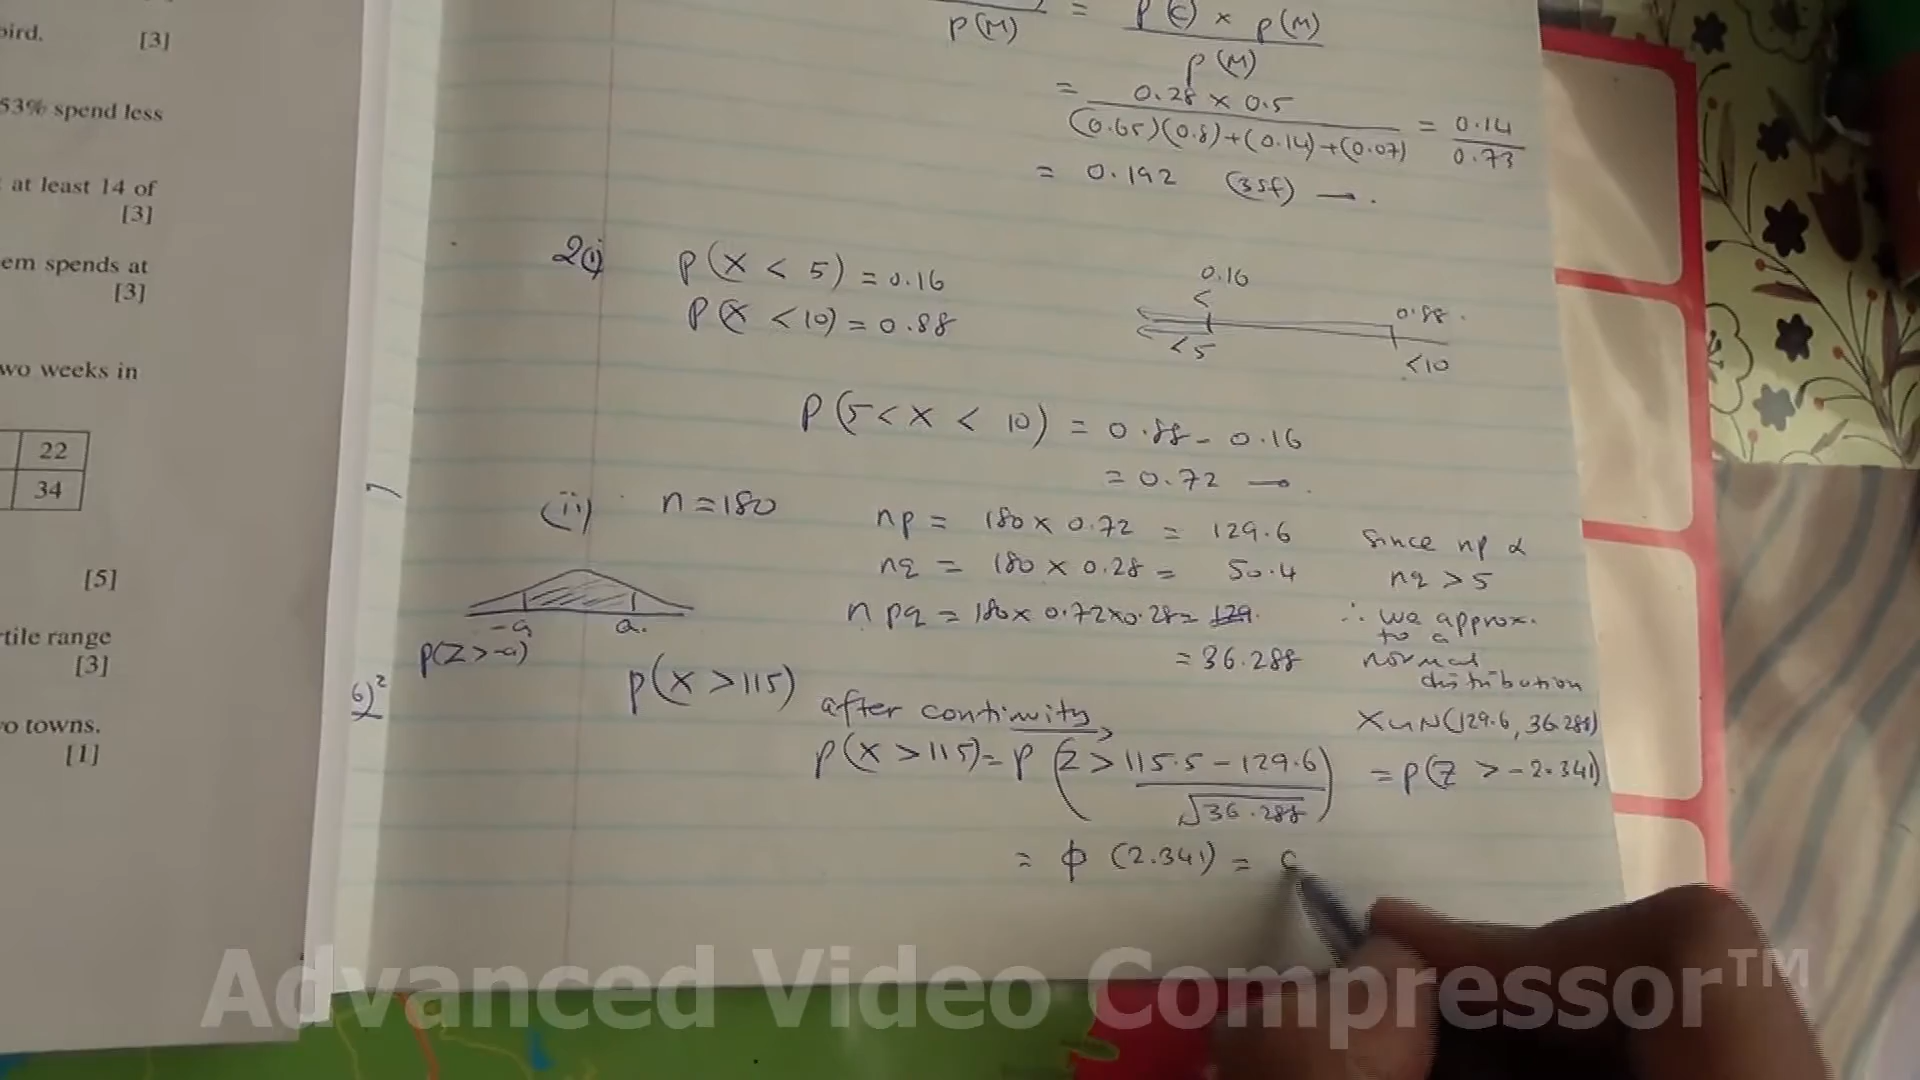 bird. [3]
53% spend less
at least 14 of
[3]
em spends at
[3]
wo weeks in
22
34
[5]
rtile range
[3]
o towns.
[1]
P(M) = P(C) × P(M)
P(M)
= 0.28 × 0.5
(0.65)(0.8)+(0.14)+(0.07) = 0.14
0.73
= 0.192 (3sf)
2(i) P(X < 5) = 0.16
P(X < 10) = 0.88
0.16
<
<5
0.88
<10
P(5 < X < 10) = 0.88 - 0.16
= 0.72
(ii) n = 180
np = 180 × 0.72 = 129.6
nq = 180 × 0.28 = 50.4
npq = 180 × 0.72 × 0.28 = 129.
= 36.288
since np &
nq > 5
∴ we approx.
to a
normal
distribution
X ~ N(129.6, 36.288)
-a a.
P(Z > -a)
6)²
P(X > 115) after continuity
P(X > 115) = P (Z > 115.5 - 129.6) = P(Z > -2.341)
√36.288
= φ (2.341) =
Advanced Video Compressor™